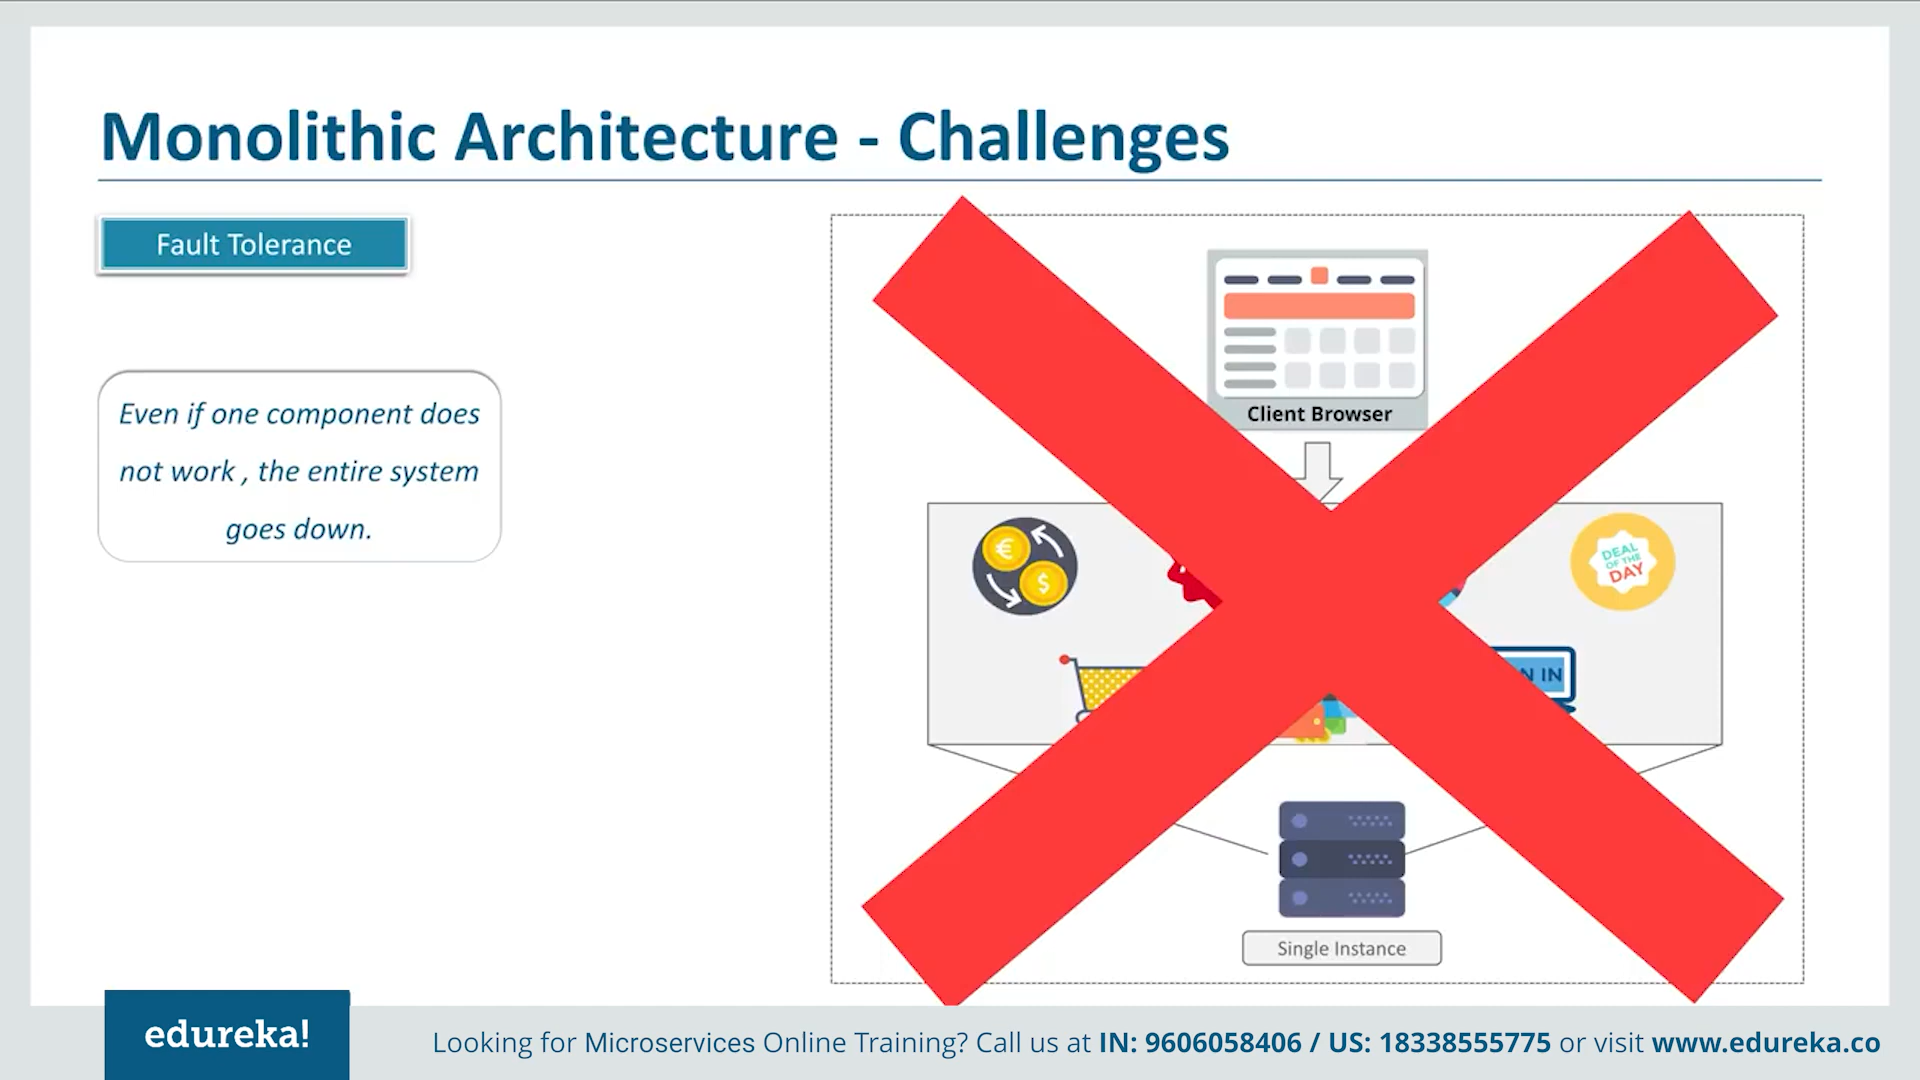 Monolithic Architecture - Challenges
Fault Tolerance
Even if one component does
not work , the entire system
goes down.
Client Browser
€
$
DEAL
OF THE
DAY
N IN
Single Instance
edureka!
Looking for Microservices Online Training? Call us at IN: 9606058406 / US: 18338555775 or visit www.edureka.co